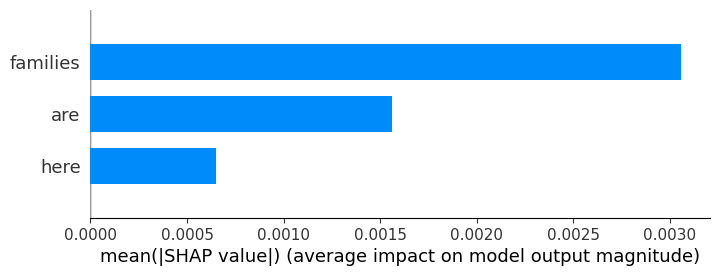 families
are
here
0.0000 0.0005 0.0010 0.0015 0.0020 0.0025 0.0030
mean(|SHAP value|) (average impact on model output magnitude)